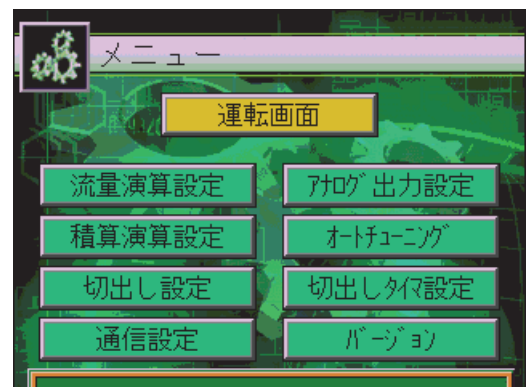 メニュー
運転画面
流量演算設定
ｱﾅﾛｸﾞ出力設定
積算演算設定
ｵｰﾄﾁｭｰﾆﾝｸﾞ
切出し設定
切出しﾀｲﾏ設定
通信設定
ﾊﾞｰｼﾞｮﾝ